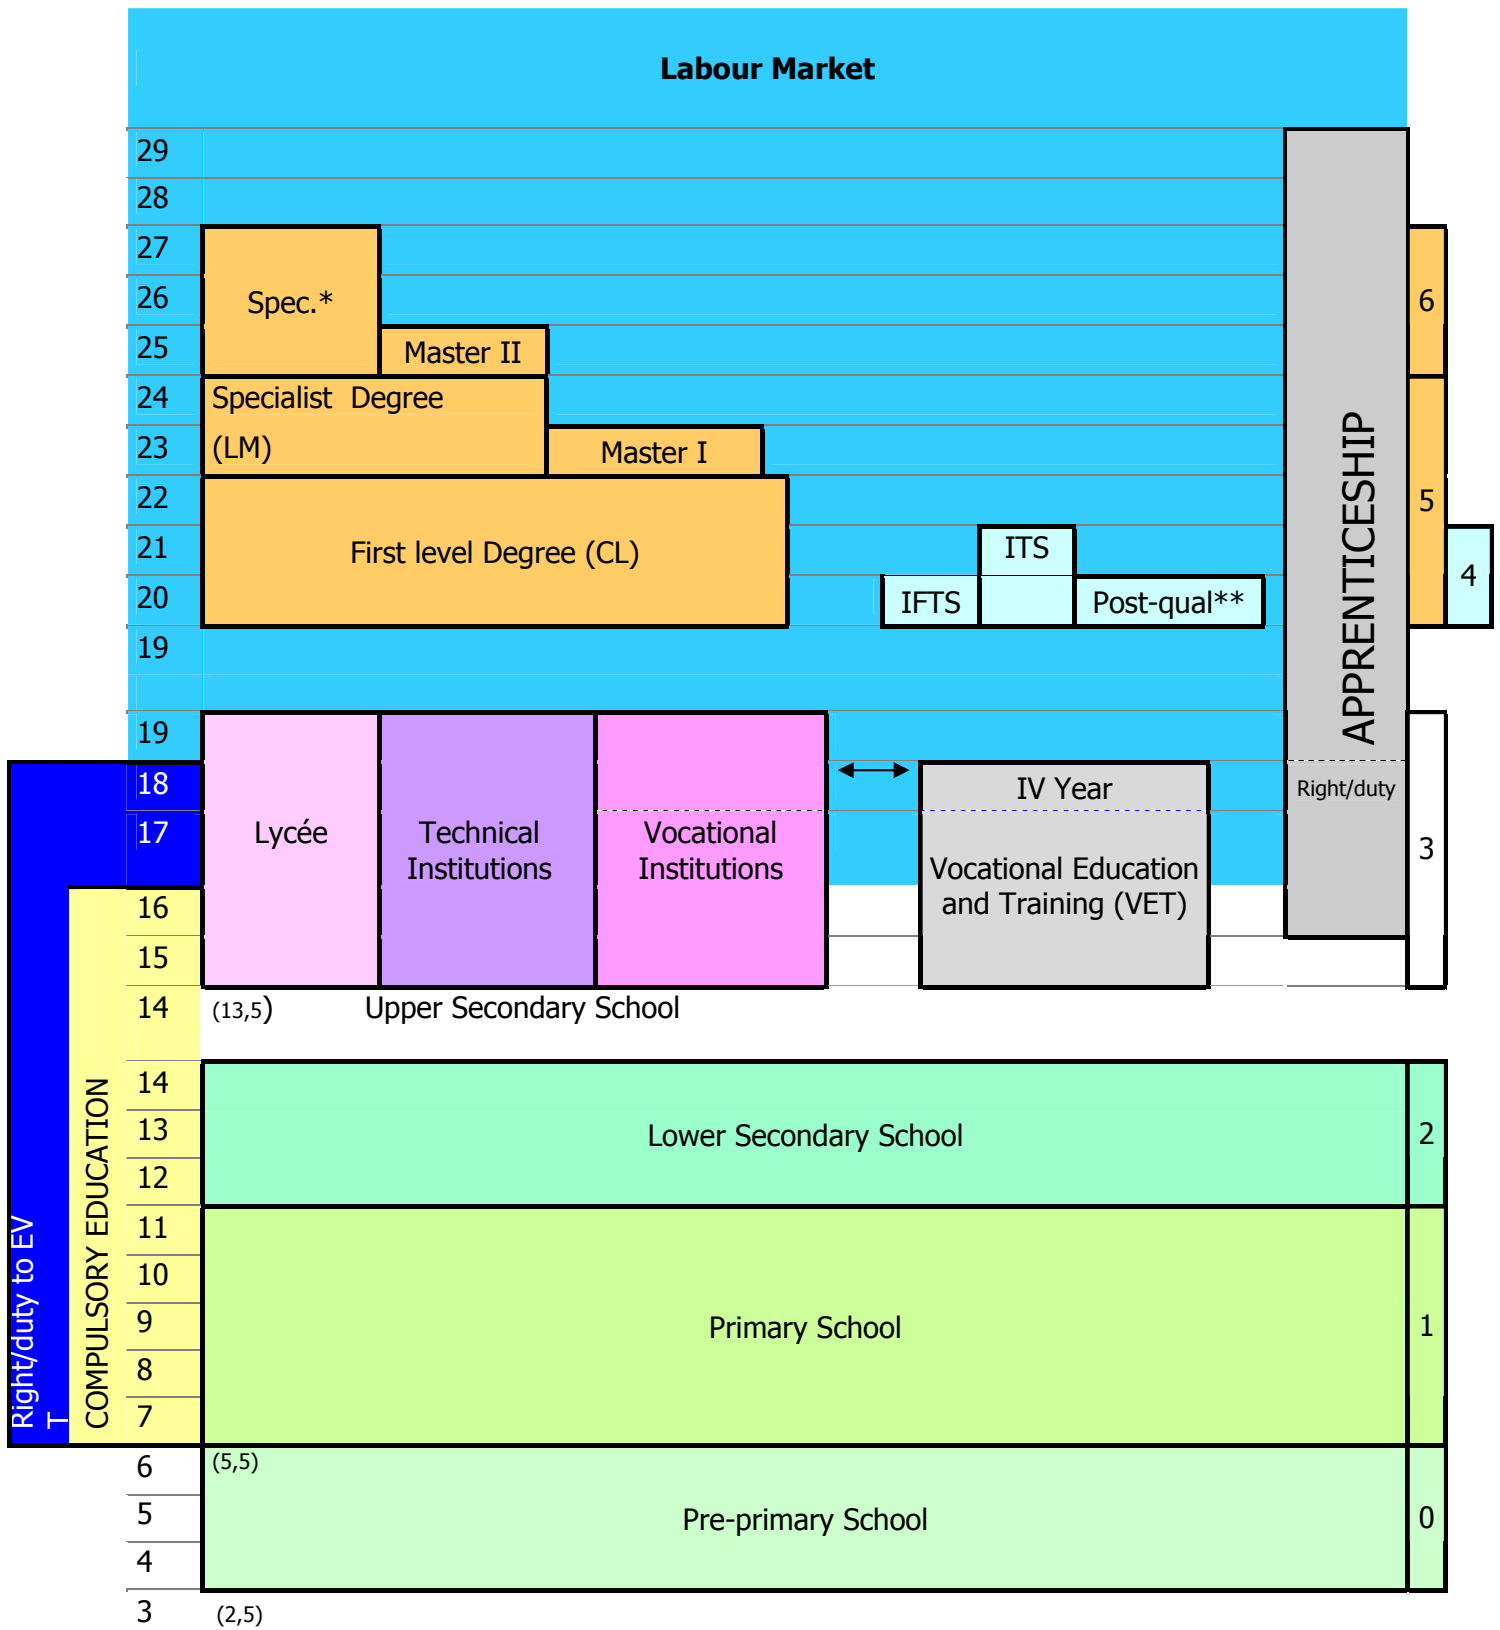 Labour Market
29
28
27
26
Spec.*
6
25
Master II
24
Specialist Degree
23
(LM)
Master I
22
5
21
First level Degree (CL)
ITS
4
20
IFTS
Post-qual**
APPRENTICESHIP
19
19
18
IV Year
Right/duty
17
Lycée
Technical
Institutions
Vocational
Institutions
3
Vocational Education
and Training (VET)
16
15
14
(13,5)
Upper Secondary School
14
13
Lower Secondary School
2
12
11
10
9
Primary School
1
8
7
Right/duty to EV
T
COMPULSORY EDUCATION
6
(5,5)
5
Pre-primary School
0
4
3
(2,5)